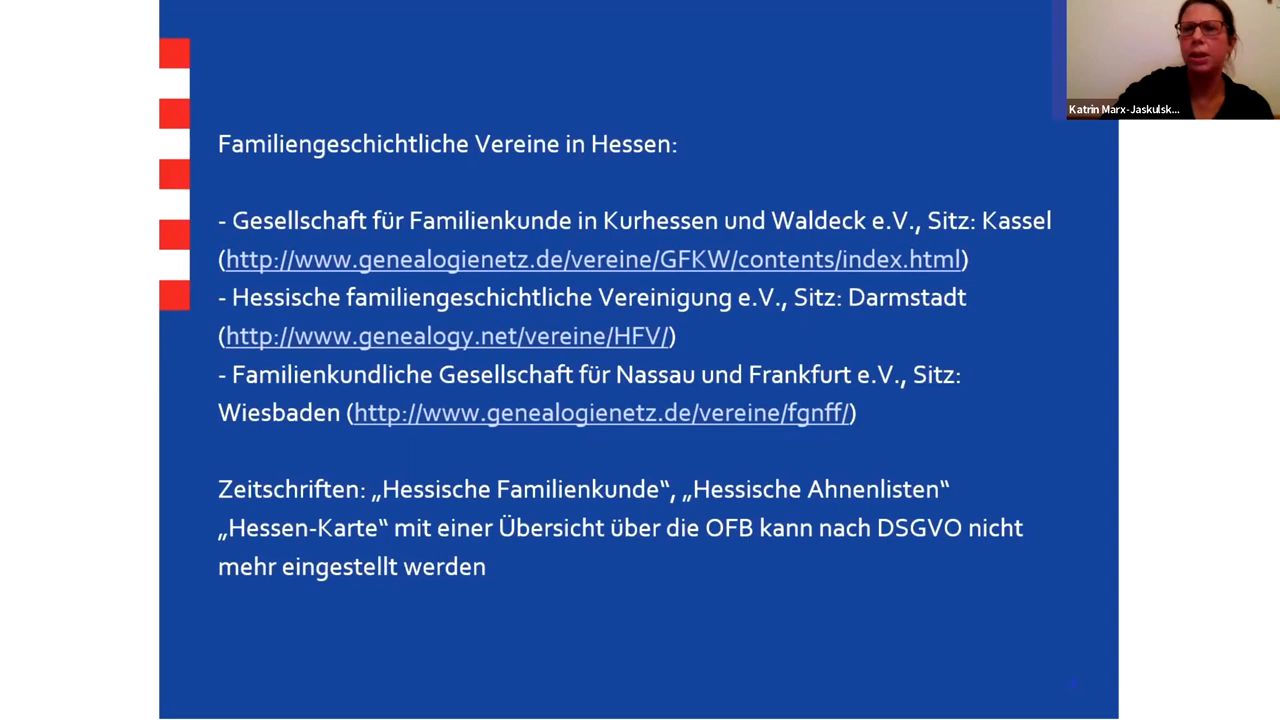 Katrin Marx-Jaskulsk...
Familiengeschichtliche Vereine in Hessen:
- Gesellschaft für Familienkunde in Kurhessen und Waldeck e.V., Sitz: Kassel
(http://www.genealogienetz.de/vereine/GFKW/contents/index.html)
- Hessische familiengeschichtliche Vereinigung e.V., Sitz: Darmstadt
(http://www.genealogy.net/vereine/HFV/)
- Familienkundliche Gesellschaft für Nassau und Frankfurt e.V., Sitz:
Wiesbaden (http://www.genealogienetz.de/vereine/fgnff/)
Zeitschriften: „Hessische Familienkunde“, „Hessische Ahnenlisten“
„Hessen-Karte“ mit einer Übersicht über die OFB kann nach DSGVO nicht
mehr eingestellt werden